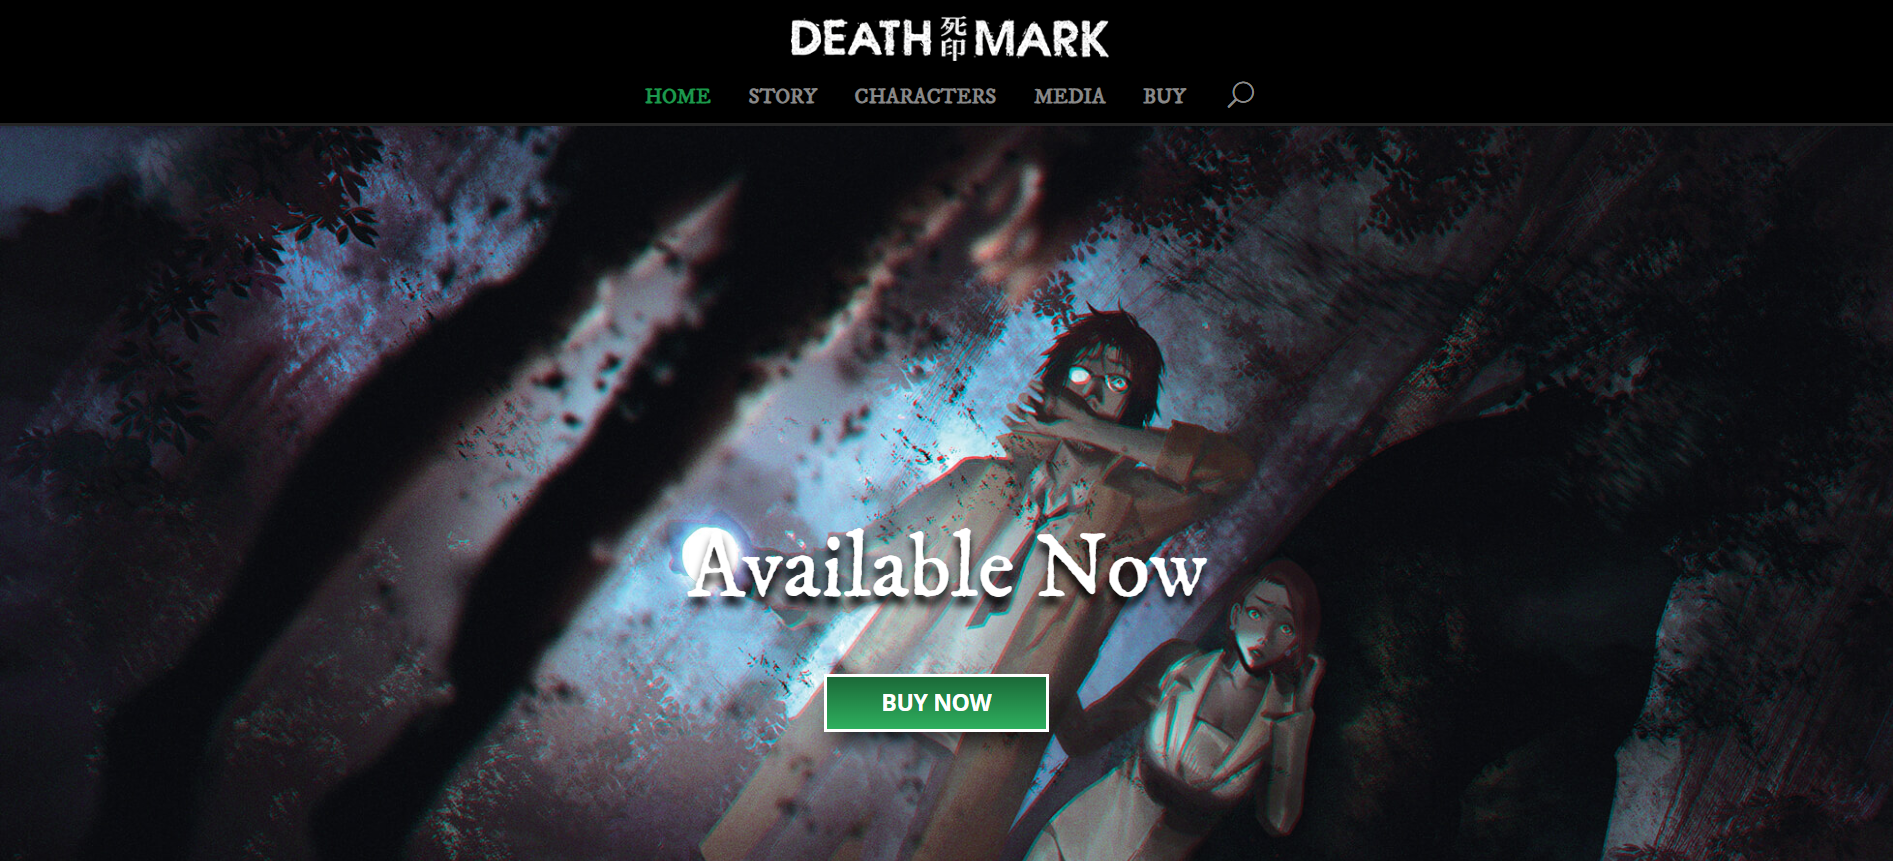 DEATH 死印 MARK
HOME STORY CHARACTERS MEDIA BUY
Available Now
BUY NOW